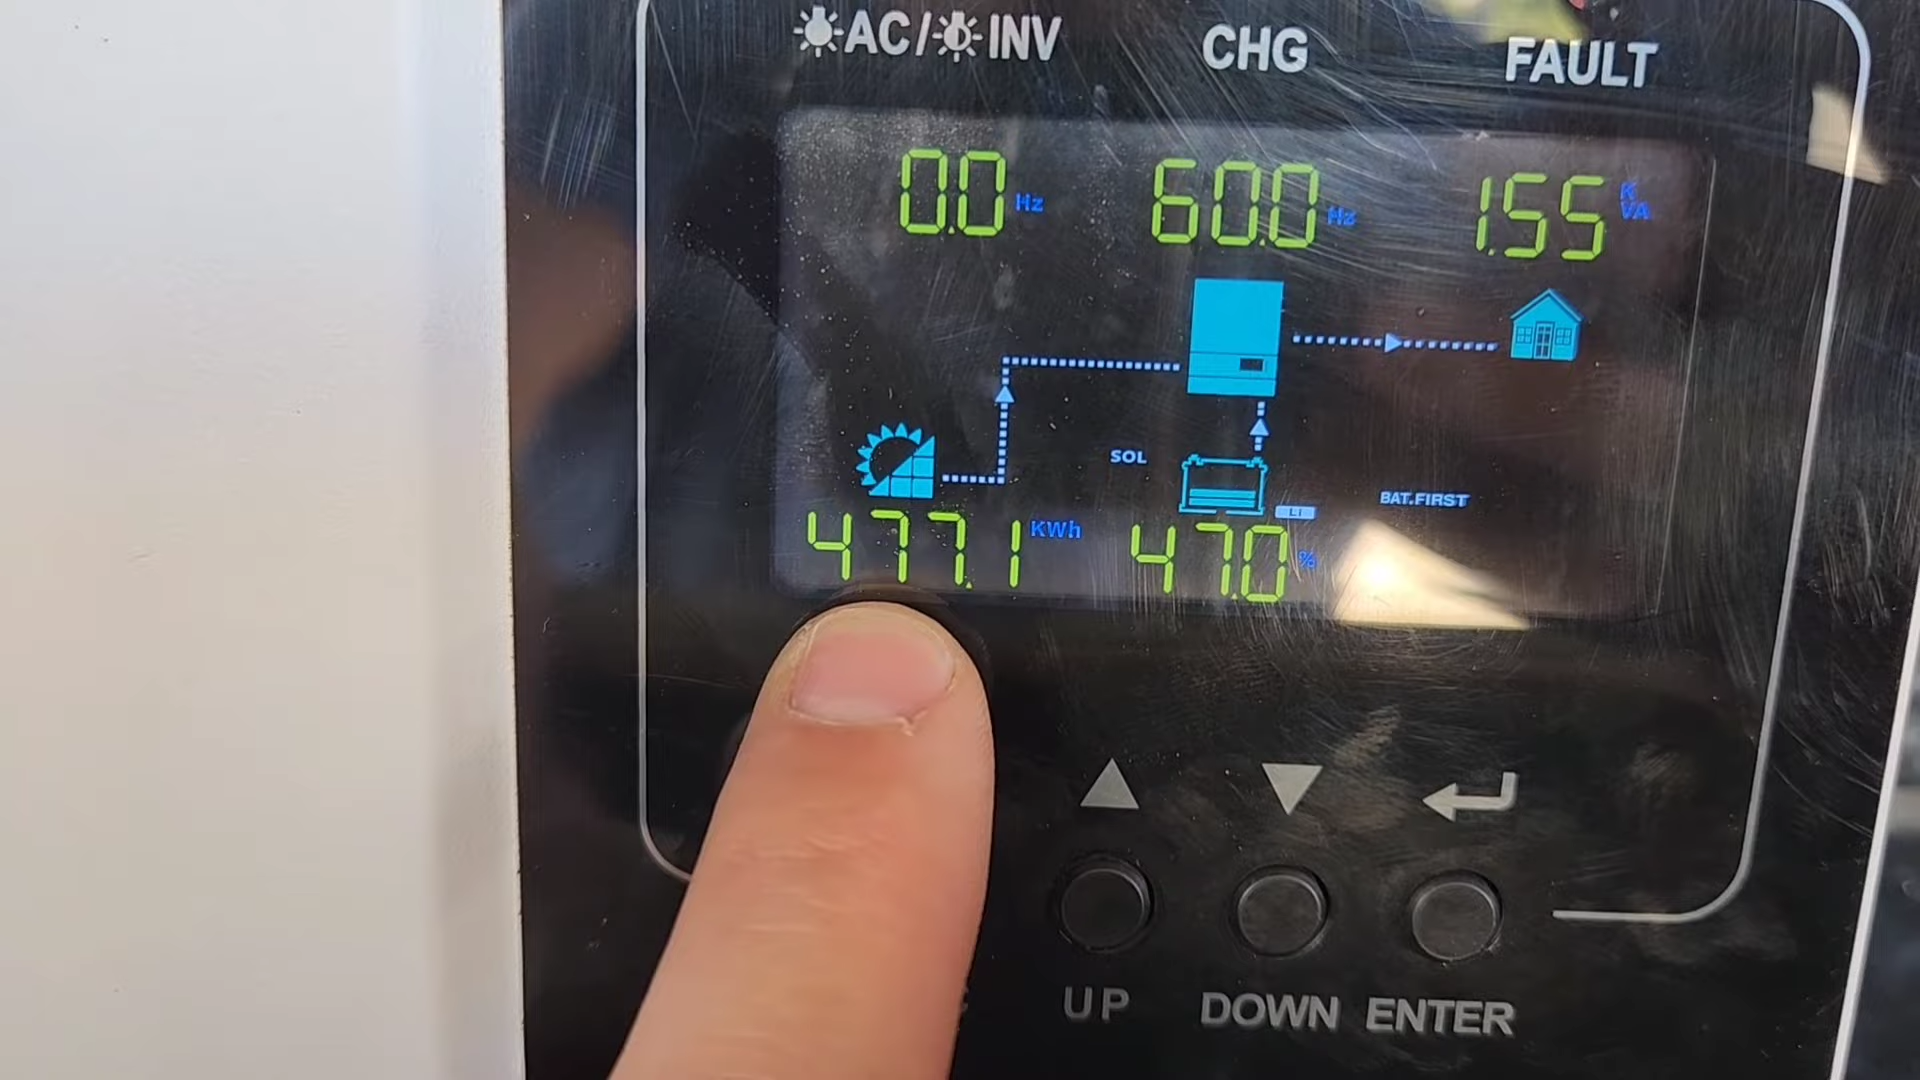 AC/ INV CHG FAULT
0.0 Hz 60.0 Hz 1.55 KVA
SOL
LI BAT.FIRST
477.1 KWh 47.0 %
UP DOWN ENTER